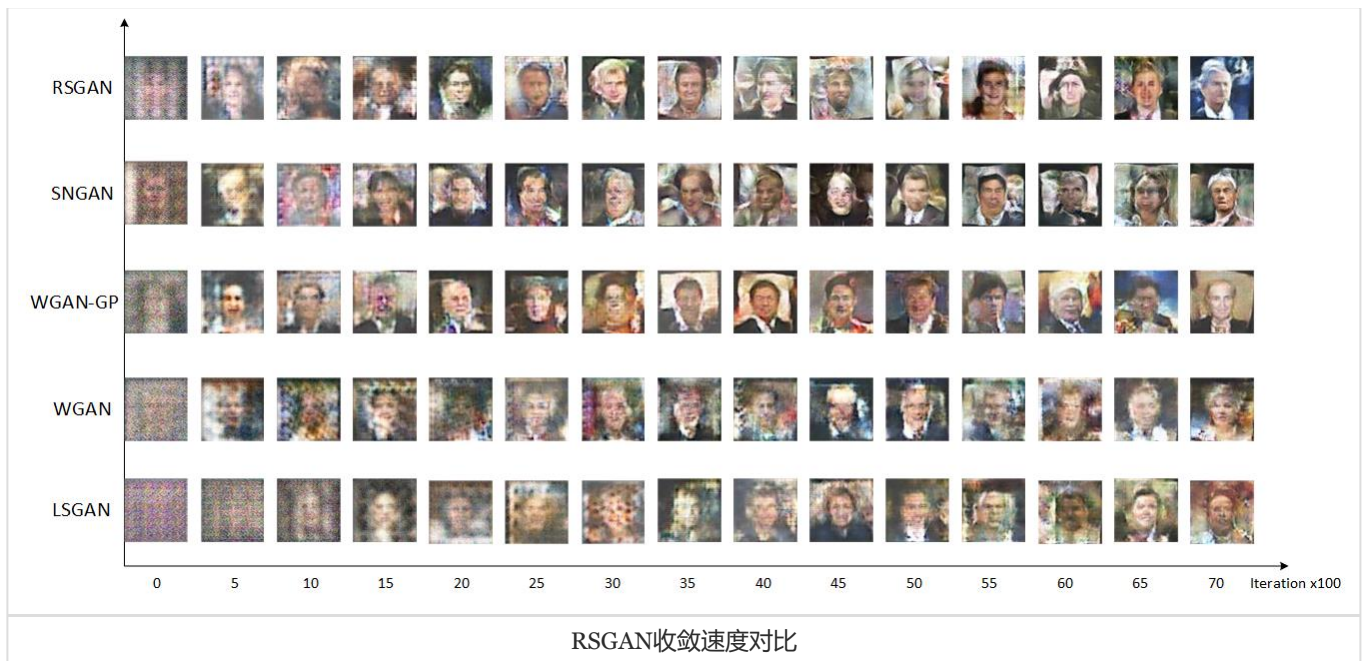 RSGAN
SNGAN
WGAN-GP
WGAN
LSGAN
0 5 10 15 20 25 30 35 40 45 50 55 60 65 70 Iteration x100
RSGAN收敛速度对比